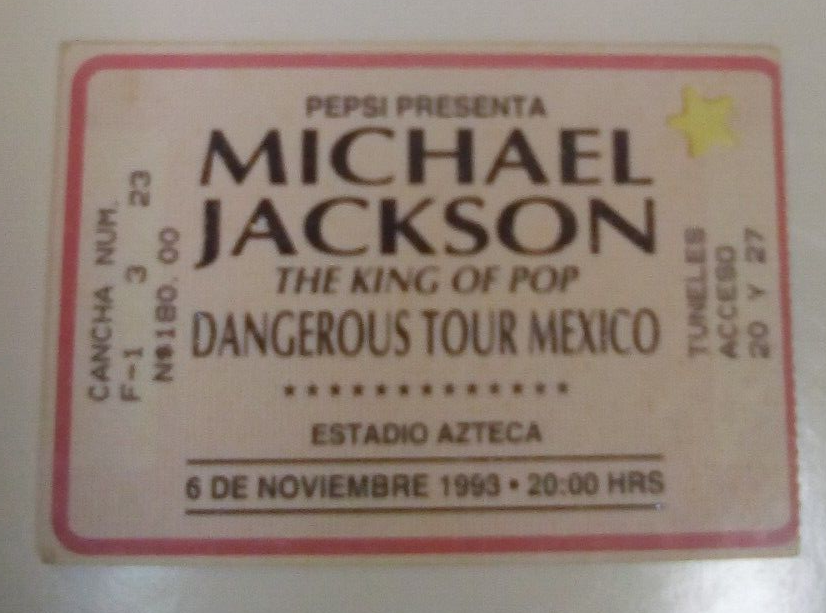 PEPSI PRESENTA
MICHAEL
JACKSON
THE KING OF POP
DANGEROUS TOUR MEXICO
*************
ESTADIO AZTECA
6 DE NOVIEMBRE 1993 • 20:00 HRS
CANCHA NUM.
F-1 3 23
N$180.00
TUNELES
ACCESO
20 Y 27